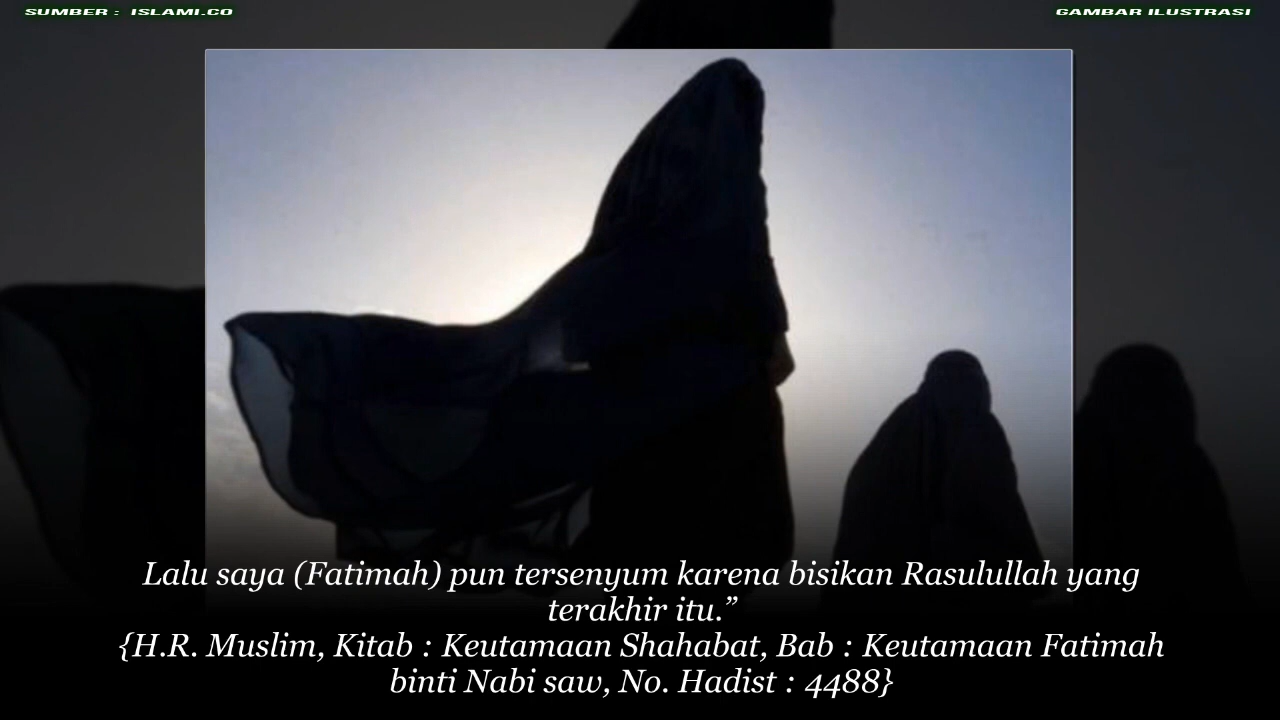 SUMBER : ISLAMI.CO
GAMBAR ILUSTRASI
Lalu saya (Fatimah) pun tersenyum karena bisikan Rasulullah yang
terakhir itu.”
{H.R. Muslim, Kitab : Keutamaan Shahabat, Bab : Keutamaan Fatimah
binti Nabi saw, No. Hadist : 4488}